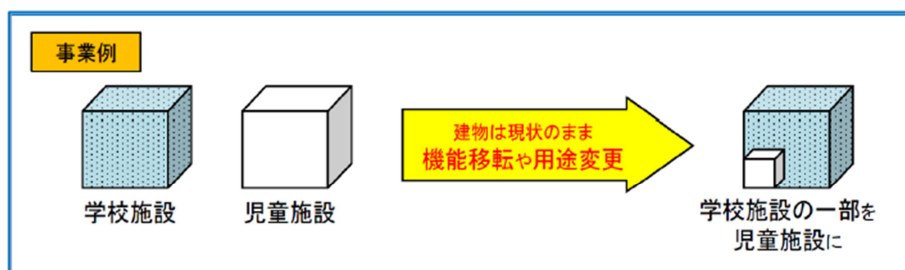 事業例
学校施設
児童施設
建物は現状のまま
機能移転や用途変更
学校施設の一部を
児童施設に